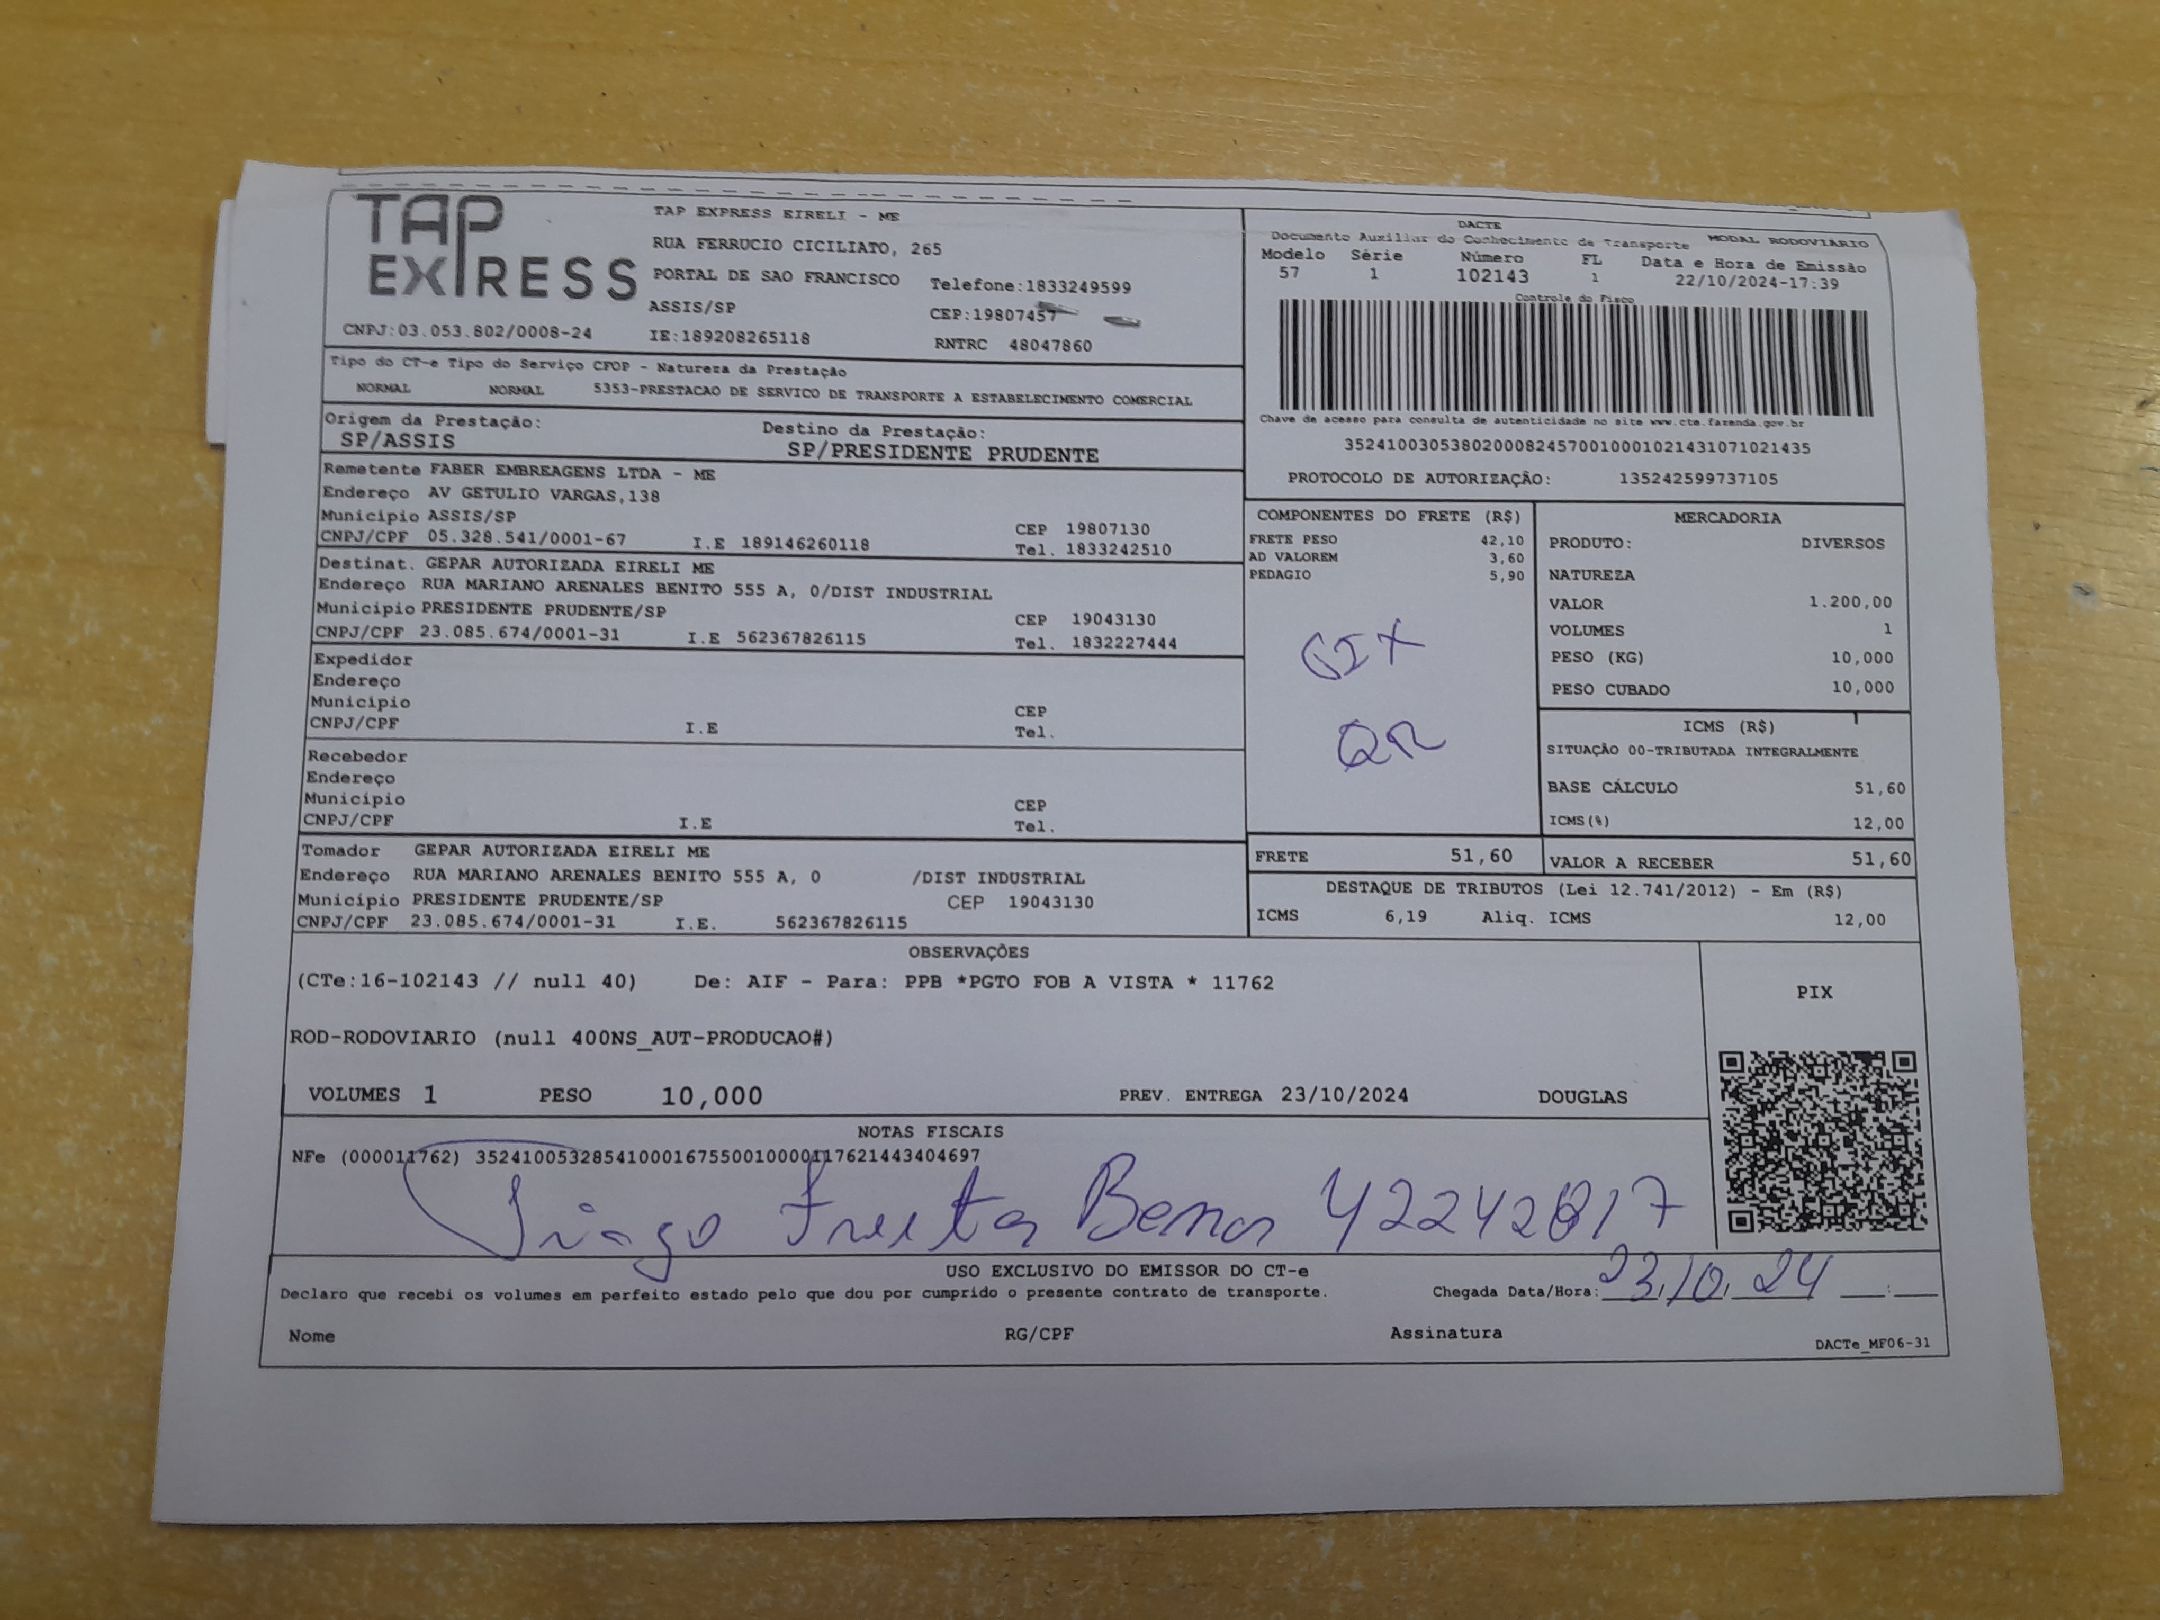 TAP EXPRESS
TAP EXPRESS EIRELI - ME
RUA FERRUCIO CICILIATO, 265
PORTAL DE SAO FRANCISCO Telefone:1833249599
ASSIS/SP CEP:19807457
CNPJ:03.053.802/0008-24 IE:189208265118 RNTRC 48047860
DACTE
Documento Auxiliar do Conhecimento de Transporte MODAL RODOVIÁRIO
Modelo Série Número FL Data e Hora de Emissão
57 1 102143 1 22/10/2024-17:39
Controle do Fisco
Chave de acesso para consulta de autenticidade no site www.cte.fazenda.gov.br
35241003053802000824570010001021431071021435
PROTOCOLO DE AUTORIZAÇÃO: 135242599737105
Tipo do CT-e Tipo do Serviço CFOP - Natureza da Prestação
NORMAL NORMAL 5353-PRESTACAO DE SERVICO DE TRANSPORTE A ESTABELECIMENTO COMERCIAL
Origem da Prestação: Destino da Prestação:
SP/ASSIS SP/PRESIDENTE PRUDENTE
Remetente FABER EMBREAGENS LTDA - ME
Endereço AV GETULIO VARGAS,138
Município ASSIS/SP CEP 19807130
CNPJ/CPF 05.328.541/0001-67 I.E 189146260118 Tel. 1833242510
Destinat. GEPAR AUTORIZADA EIRELI ME
Endereço RUA MARIANO ARENALES BENITO 555 A, 0/DIST INDUSTRIAL
Município PRESIDENTE PRUDENTE/SP CEP 19043130
CNPJ/CPF 23.085.674/0001-31 I.E 562367826115 Tel. 1832227444
Expedidor
Endereço
Município CEP
CNPJ/CPF I.E Tel.
Recebedor
Endereço
Município CEP
CNPJ/CPF I.E Tel.
Tomador GEPAR AUTORIZADA EIRELI ME
Endereço RUA MARIANO ARENALES BENITO 555 A, 0 /DIST INDUSTRIAL
Município PRESIDENTE PRUDENTE/SP CEP 19043130
CNPJ/CPF 23.085.674/0001-31 I.E. 562367826115
COMPONENTES DO FRETE (R$)
FRETE PESO 42,10
AD VALOREM 3,60
PEDAGIO 5,90
QR
FRETE 51,60
MERCADORIA
PRODUTO: DIVERSOS
NATUREZA
VALOR 1.200,00
VOLUMES 1
PESO (KG) 10,000
PESO CUBADO 10,000
ICMS (R$)
SITUAÇÃO 00-TRIBUTADA INTEGRALMENTE
BASE CÁLCULO 51,60
ICMS(%) 12,00
VALOR A RECEBER 51,60
DESTAQUE DE TRIBUTOS (Lei 12.741/2012) - Em (R$)
ICMS 6,19 Aliq. ICMS 12,00
OBSERVAÇÕES
(CTe:16-102143 // null 40) De: AIF - Para: PPB *PGTO FOB A VISTA * 11762
ROD-RODOVIARIO (null 400NS_AUT-PRODUCAO#)
VOLUMES 1 PESO 10,000 PREV. ENTREGA 23/10/2024 DOUGLAS
PIX
NOTAS FISCAIS
NFe (000011762) 35241005328541000167550010000117621443404697
Tiago 42242817
USO EXCLUSIVO DO EMISSOR DO CT-e
Declaro que recebi os volumes em perfeito estado pelo que dou por cumprido o presente contrato de transporte. Chegada Data/Hora: 23/10/24 __:__
Nome RG/CPF Assinatura DACTe_MF06-31